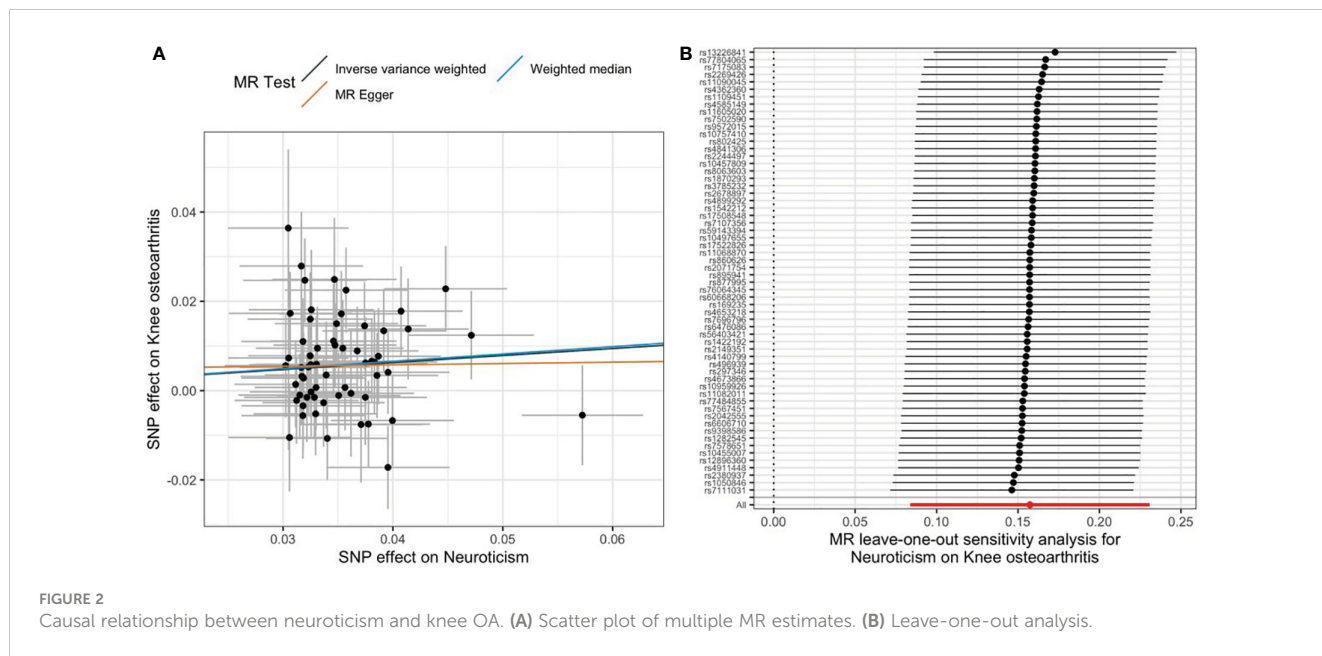 A
MR Test
Inverse variance weighted
Weighted median
MR Egger
SNP effect on Knee osteoarthritis
0.04
0.02
0.00
-0.02
0.03
0.04
0.05
0.06
SNP effect on Neuroticism
B
rs13226841
rs77804065
rs7175083
rs2269426
rs11090045
rs4362360
rs1109451
rs4585149
rs11605020
rs7502590
rs9572015
rs10757410
rs802425
rs4841306
rs2244497
rs10457809
rs8063603
rs1870293
rs3785232
rs2678897
rs4899292
rs1542212
rs17508548
rs7107356
rs59143394
rs10497655
rs17522826
rs11068870
rs860626
rs2071754
rs895941
rs877995
rs76064345
rs60668206
rs169235
rs4653218
rs7696796
rs6476086
rs56403421
rs1422192
rs2149351
rs4140799
rs496939
rs297346
rs4673866
rs10959926
rs11082011
rs77484855
rs7567451
rs2042555
rs6606710
rs9398586
rs1282545
rs7578651
rs10455007
rs12896360
rs4911448
rs2380937
rs1050846
rs7111031
All
0.00
0.05
0.10
0.15
0.20
0.25
MR leave-one-out sensitivity analysis for
Neuroticism on Knee osteoarthritis
FIGURE 2
Causal relationship between neuroticism and knee OA. (A) Scatter plot of multiple MR estimates. (B) Leave-one-out analysis.